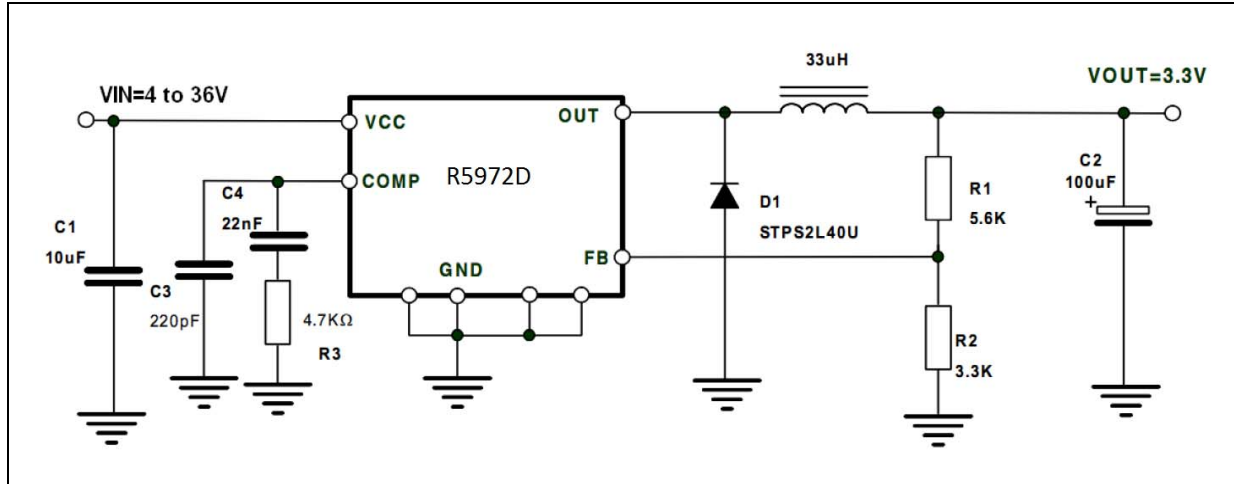 33uH
VOUT=3.3V
VIN=4 to 36V
VCC
OUT
COMP
R5972D
C4
22nF
C1
10uF
C3
220pF
GND
4.7KΩ
R3
FB
D1
STPS2L40U
R1
5.6K
C2
100uF
+
R2
3.3K